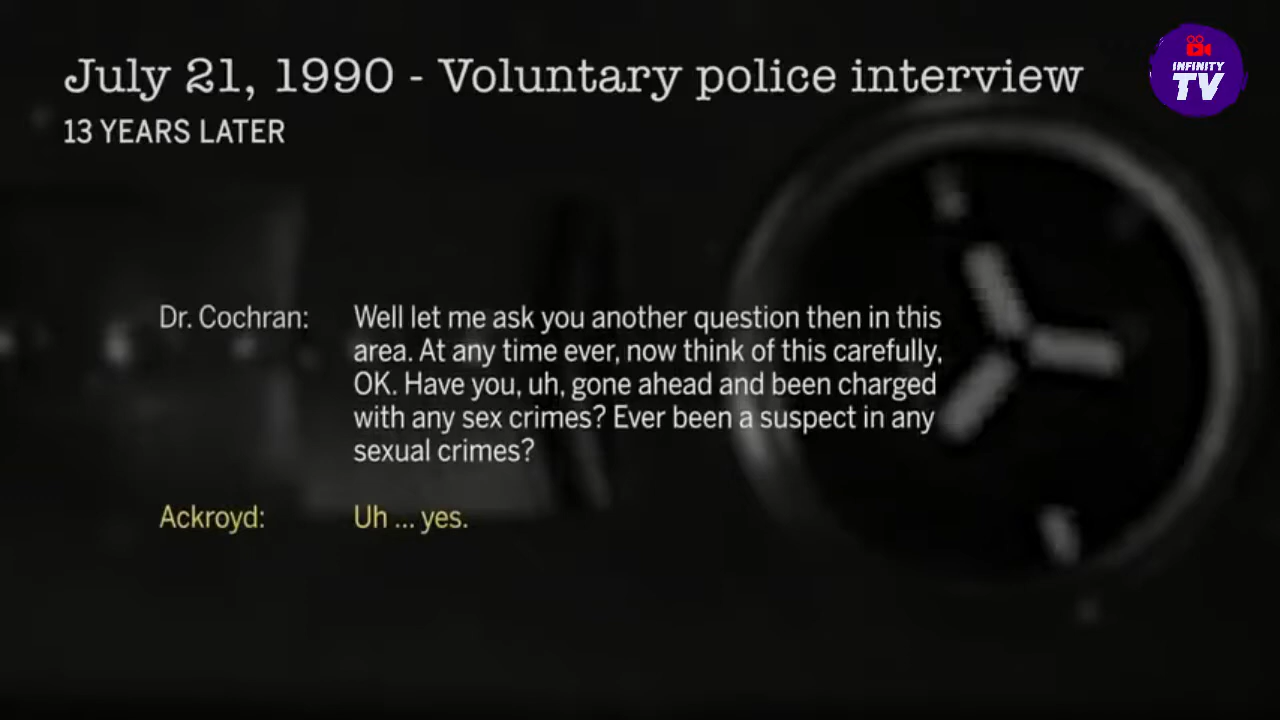 July 21, 1990 - Voluntary police interview
13 YEARS LATER
INFINITY
TV
Dr. Cochran: Well let me ask you another question then in this
area. At any time ever, now think of this carefully,
OK. Have you, uh, gone ahead and been charged
with any sex crimes? Ever been a suspect in any
sexual crimes?
Ackroyd: Uh ... yes.